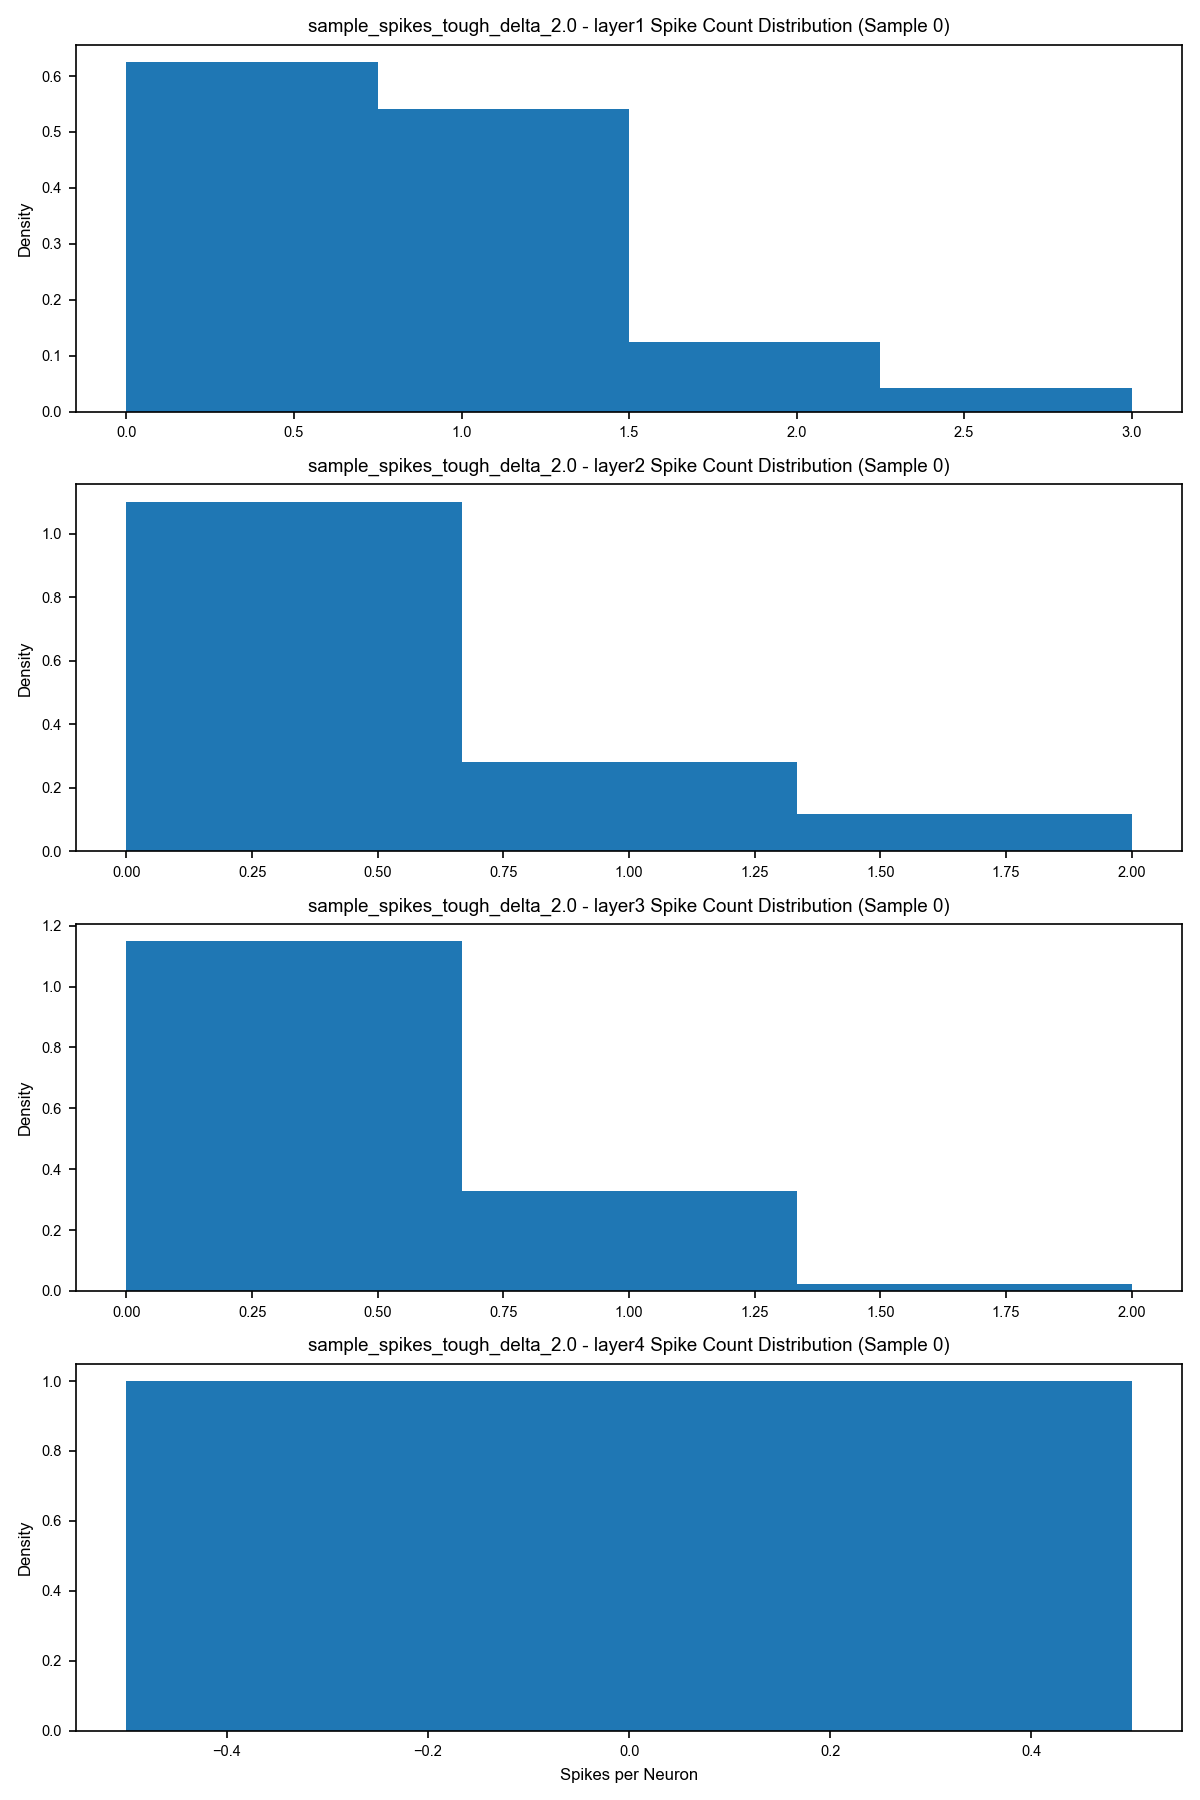 sample_spikes_tough_delta_2.0 - layer1 Spike Count Distribution (Sample 0)
0.6
0.5
0.4
0.3
0.2
0.1
0.0
Density
0.0 0.5 1.0 1.5 2.0 2.5 3.0
sample_spikes_tough_delta_2.0 - layer2 Spike Count Distribution (Sample 0)
1.0
0.8
0.6
0.4
0.2
0.0
Density
0.00 0.25 0.50 0.75 1.00 1.25 1.50 1.75 2.00
sample_spikes_tough_delta_2.0 - layer3 Spike Count Distribution (Sample 0)
1.2
1.0
0.8
0.6
0.4
0.2
0.0
Density
0.00 0.25 0.50 0.75 1.00 1.25 1.50 1.75 2.00
sample_spikes_tough_delta_2.0 - layer4 Spike Count Distribution (Sample 0)
1.0
0.8
0.6
0.4
0.2
0.0
Density
−0.4 −0.2 0.0 0.2 0.4
Spikes per Neuron